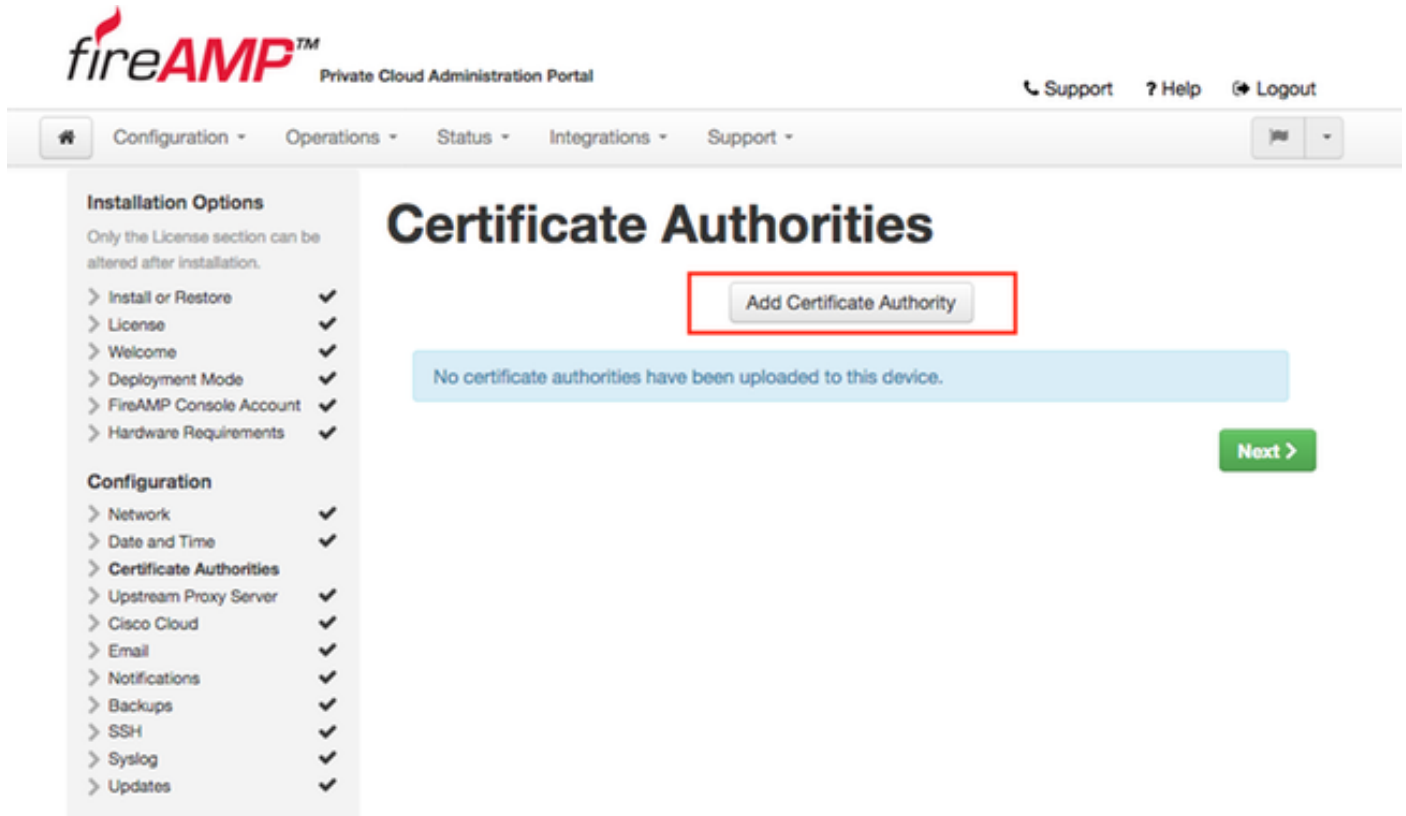 fireAMP™ Private Cloud Administration Portal
Support ? Help Logout
Configuration Operations Status Integrations Support
Installation Options
Only the License section can be
altered after installation.
Install or Restore
License
Welcome
Deployment Mode
FireAMP Console Account
Hardware Requirements
Configuration
Network
Date and Time
Certificate Authorities
Upstream Proxy Server
Cisco Cloud
Email
Notifications
Backups
SSH
Syslog
Updates
Certificate Authorities
Add Certificate Authority
No certificate authorities have been uploaded to this device.
Next >